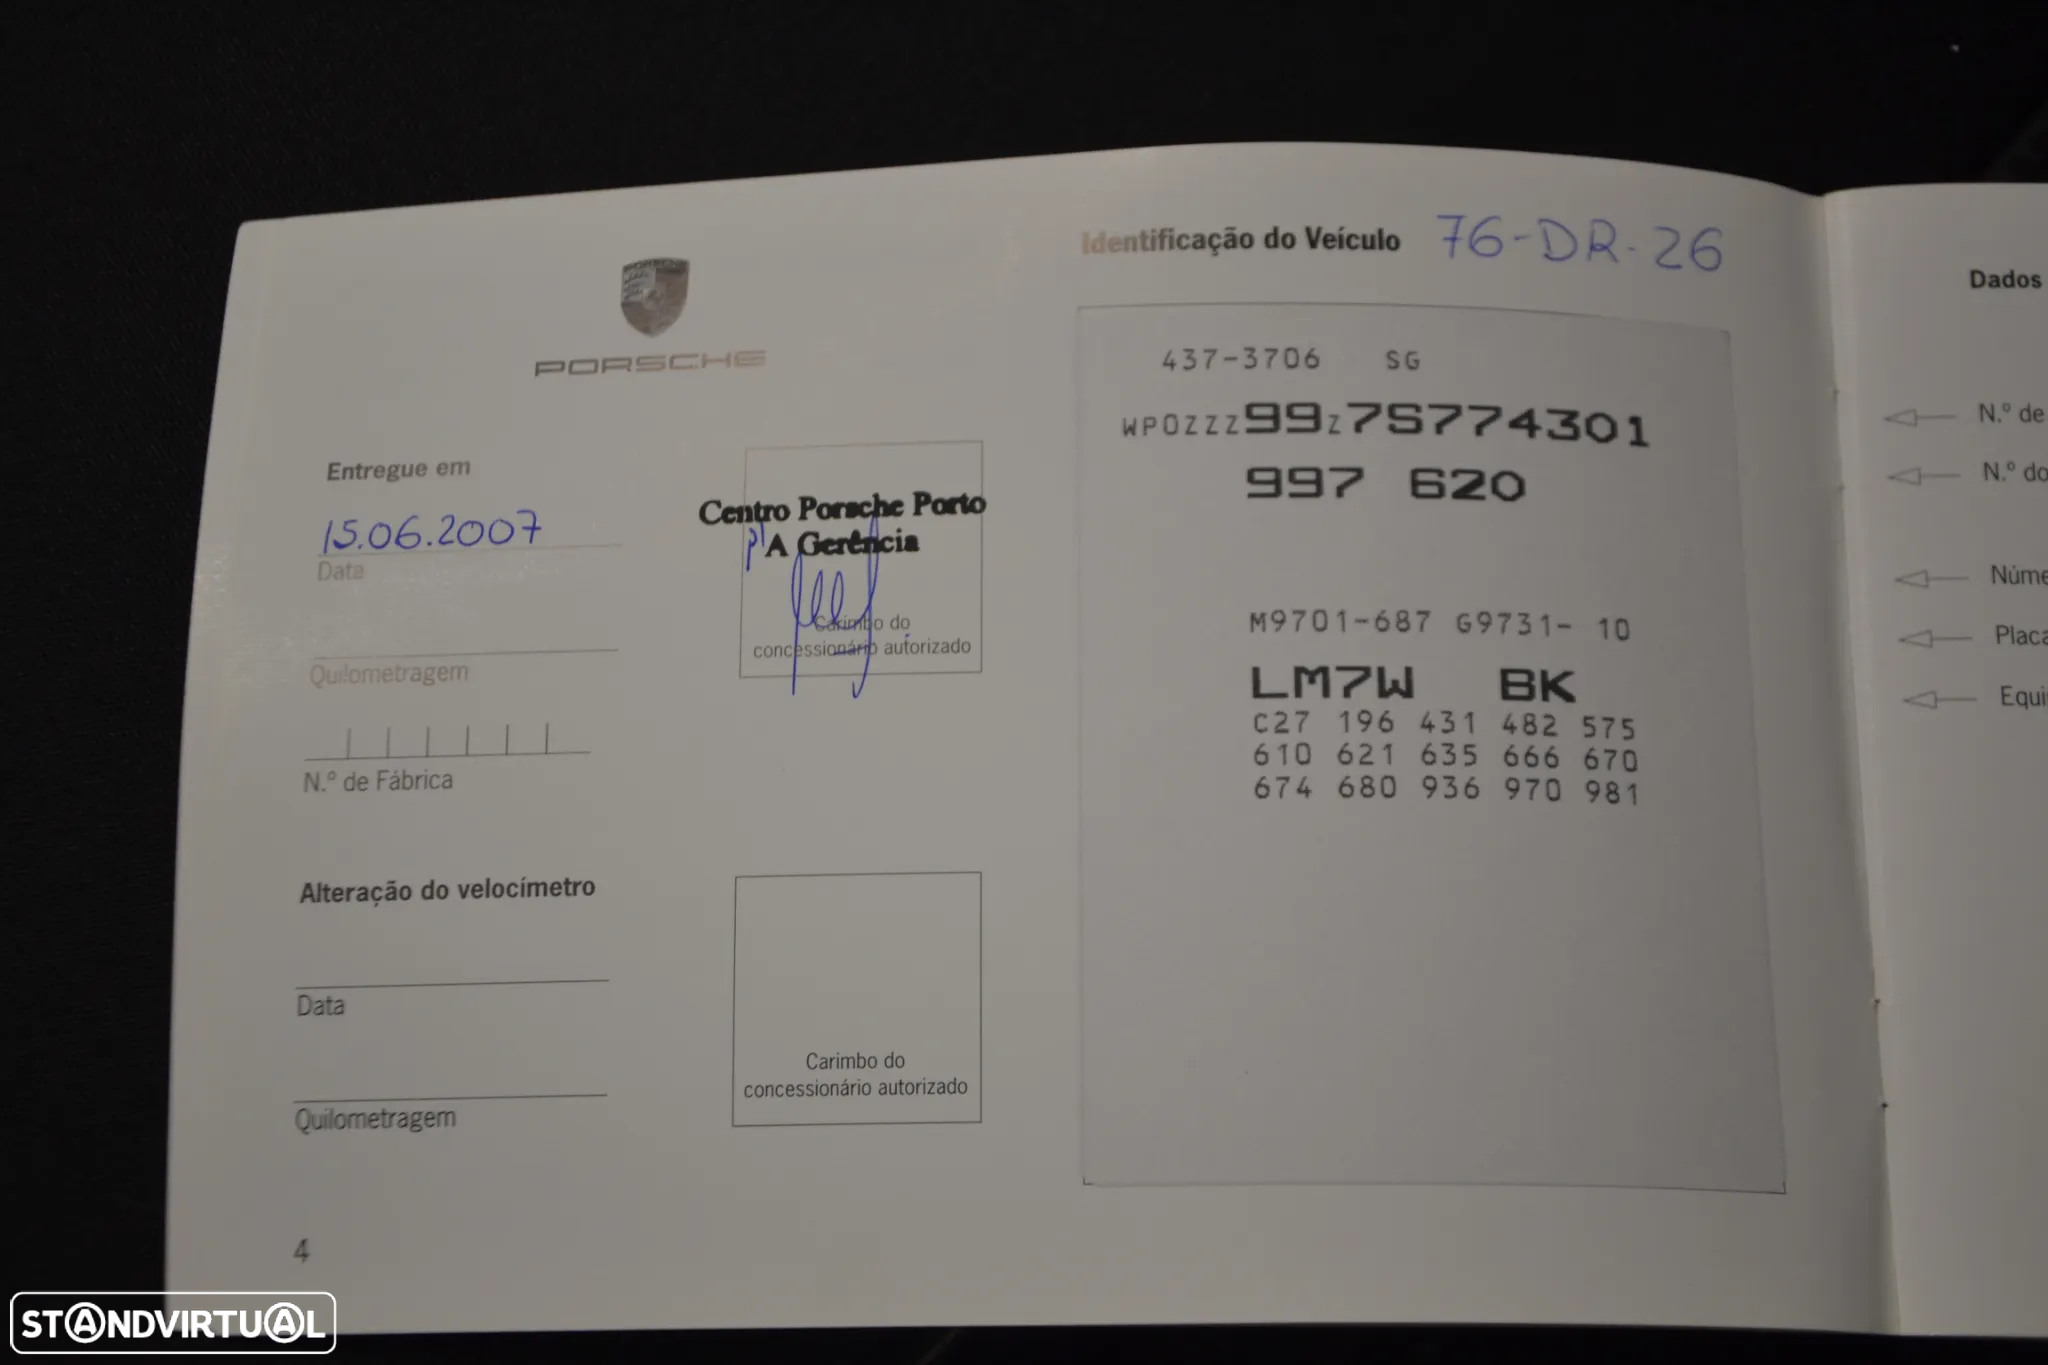 PORSCHE
PORSCHE
Entregue em
15.06.2007
Data
Quilometragem
N.º de Fábrica
Centro Porsche Porto
p/ A Gerência
Carimbo do
concessionário autorizado
Alteração do velocímetro
Data
Quilometragem
Carimbo do
concessionário autorizado
4
Identificação do Veículo 76-DR-26
437-3706 SG
WP0ZZZ99Z7S774301
997 620
M9701-687 G9731- 10
LM7W BK
C27 196 431 482 575
610 621 635 666 670
674 680 936 970 981
Dados
N.º de
N.º do
Núme
Placa
Equi
STANDVIRTUAL